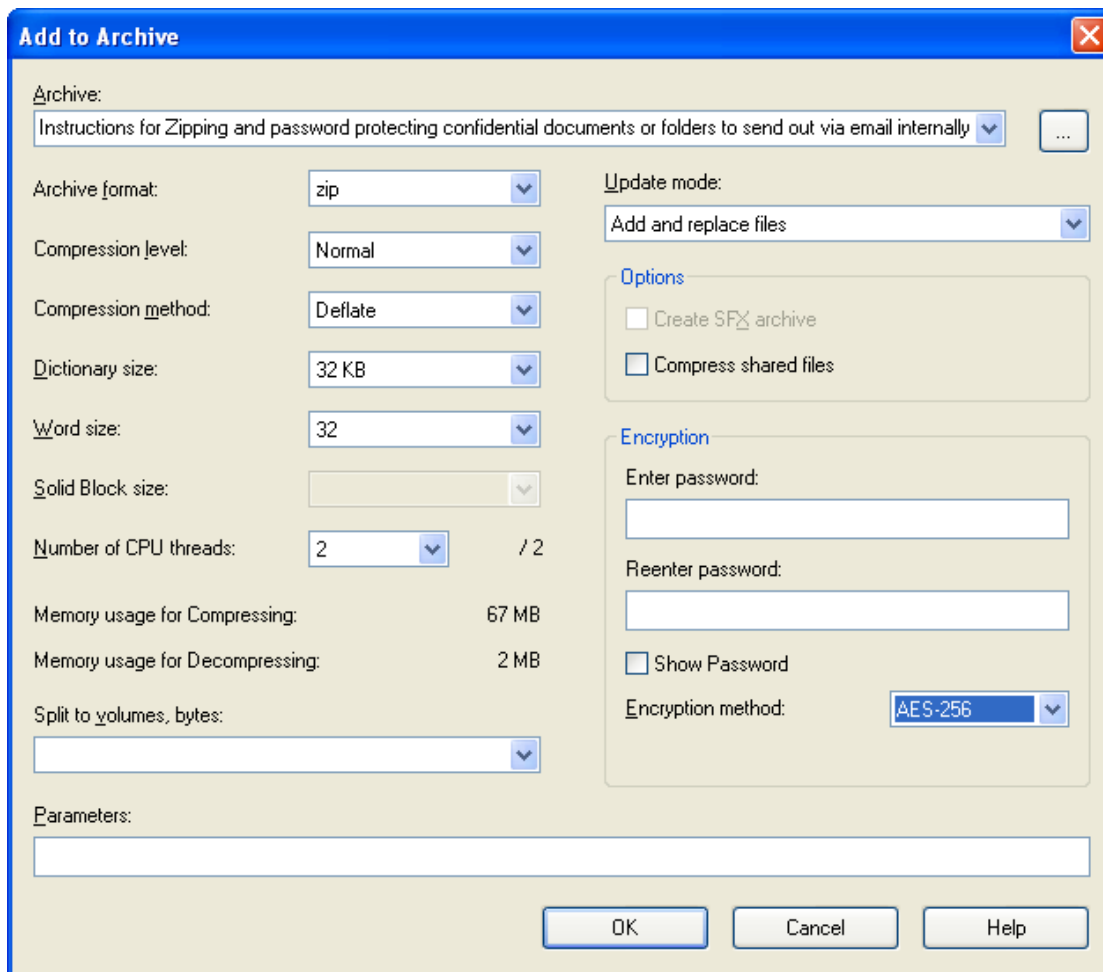 Add to Archive
Archive:
Instructions for Zipping and password protecting confidential documents or folders to send out via email internally
...
Archive format:
zip
Compression level:
Normal
Compression method:
Deflate
Dictionary size:
32 KB
Word size:
32
Solid Block size:
Number of CPU threads:
2
/ 2
Memory usage for Compressing:
67 MB
Memory usage for Decompressing:
2 MB
Split to volumes, bytes:
Update mode:
Add and replace files
Options
Create SFX archive
Compress shared files
Encryption
Enter password:
Reenter password:
Show Password
Encryption method:
AES-256
Parameters:
OK
Cancel
Help